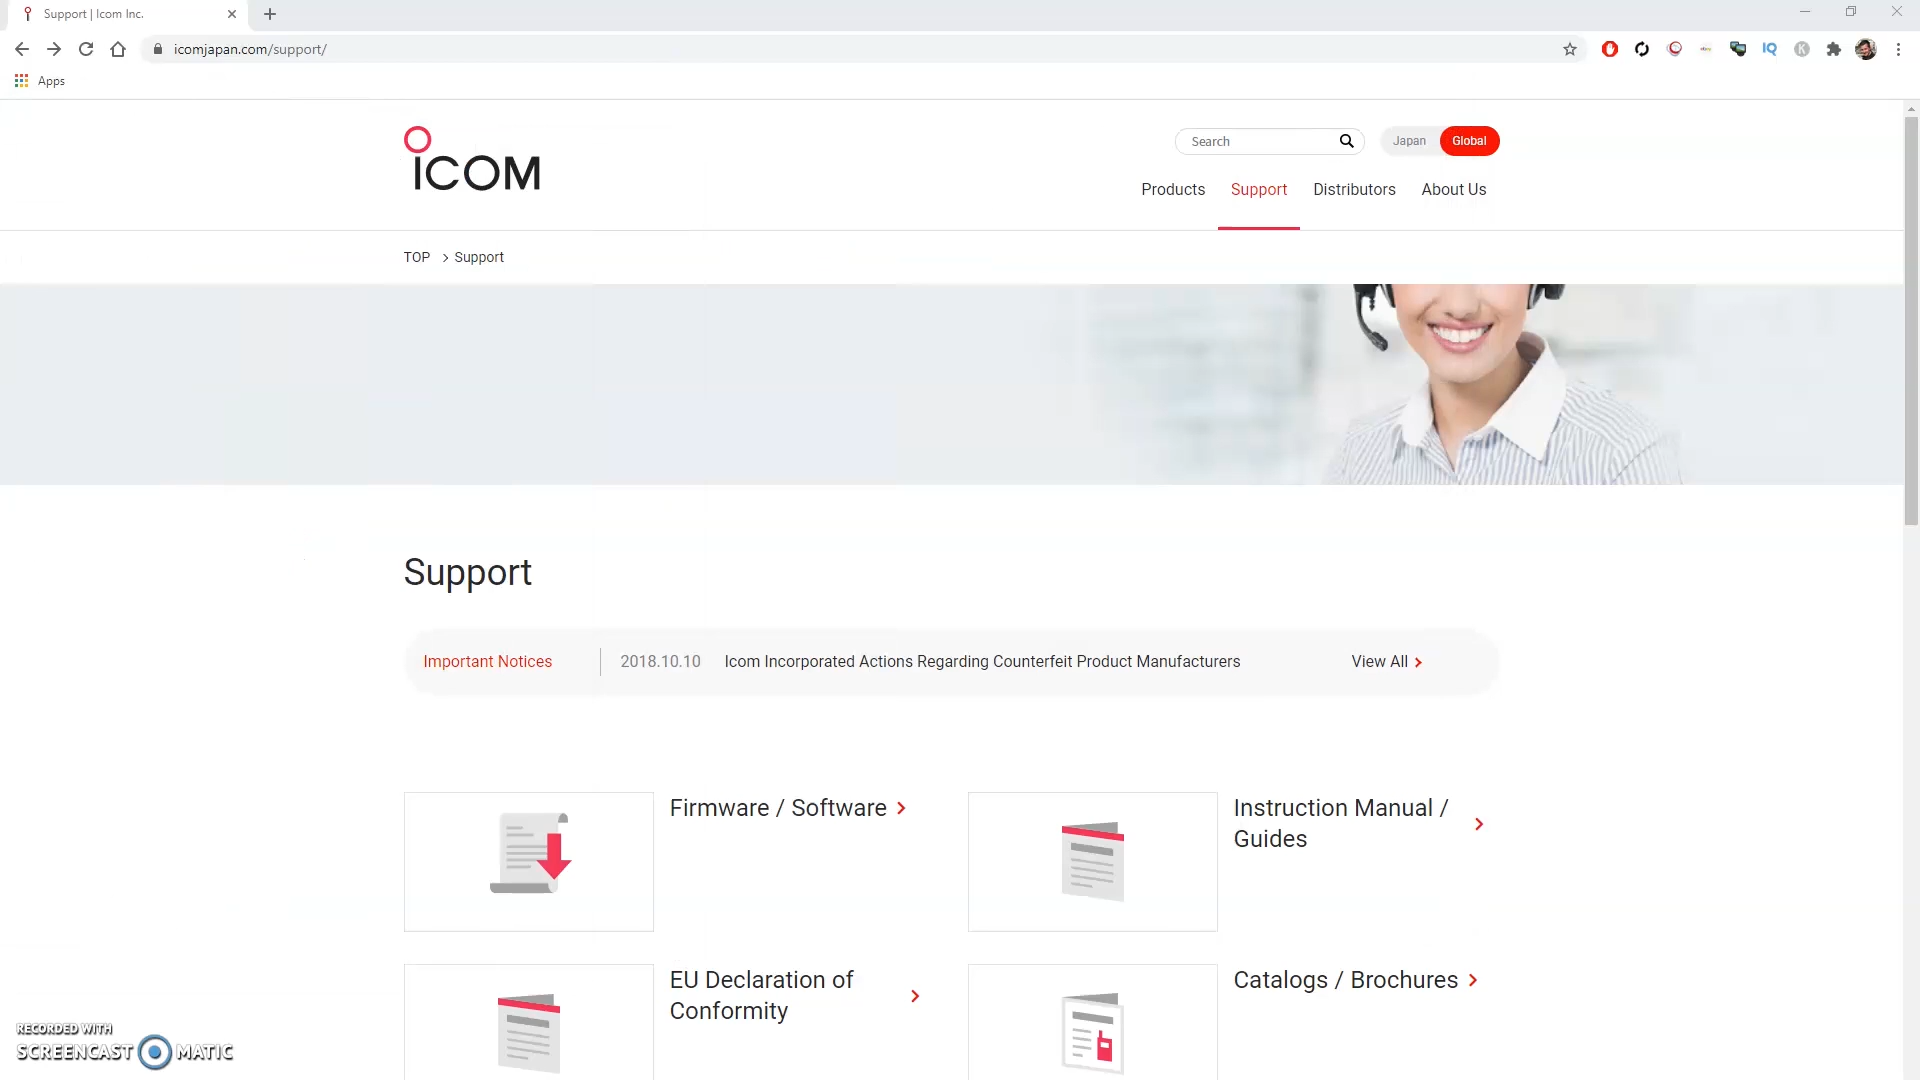 Support | Icom Inc.
icomjapan.com/support/
IQ
K
Apps
ICOM
Search
Japan
Global
Products
Support
Distributors
About Us
TOP
Support
Support
Important Notices
2018.10.10
Icom Incorporated Actions Regarding Counterfeit Product Manufacturers
View All
Firmware / Software
Instruction Manual /
Guides
EU Declaration of
Conformity
Catalogs / Brochures
RECORDED WITH
SCREENCAST MATIC